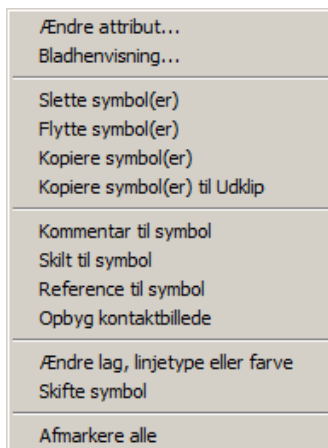 Ændre attribut...
Bladhenvisning...
Slette symbol(er)
Flytte symbol(er)
Kopiere symbol(er)
Kopiere symbol(er) til Udklip
Kommentar til symbol
Skilt til symbol
Reference til symbol
Opbyg kontaktbillede
Ændre lag, linjetype eller farve
Skifte symbol
Afmarkere alle